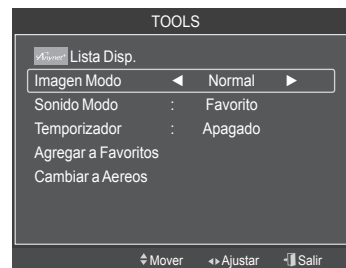 TOOLS
Anynet+ Lista Disp.
Imagen Modo ◄ Normal ►
Sonido Modo : Favorito
Temporizador : Apagado
Agregar a Favoritos
Cambiar a Aereos
Mover Ajustar Salir